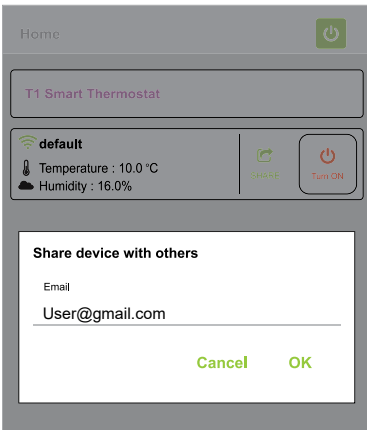 Home
T1 Smart Thermostat
default
Temperature : 10.0 °C
Humidity : 16.0%
SHARE
Turn ON
Share device with others
Email
User@gmail.com
Cancel
OK